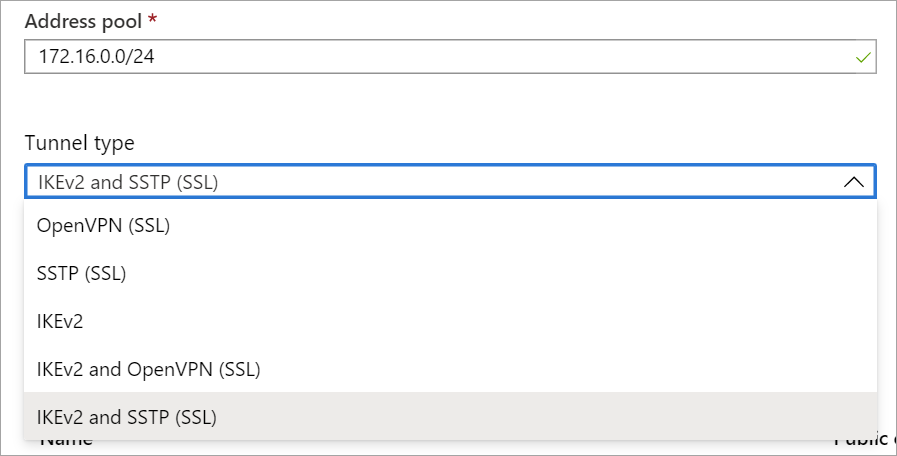 Address pool *
172.16.0.0/24
Tunnel type
IKEv2 and SSTP (SSL)
OpenVPN (SSL)
SSTP (SSL)
IKEv2
IKEv2 and OpenVPN (SSL)
IKEv2 and SSTP (SSL)
Name Public